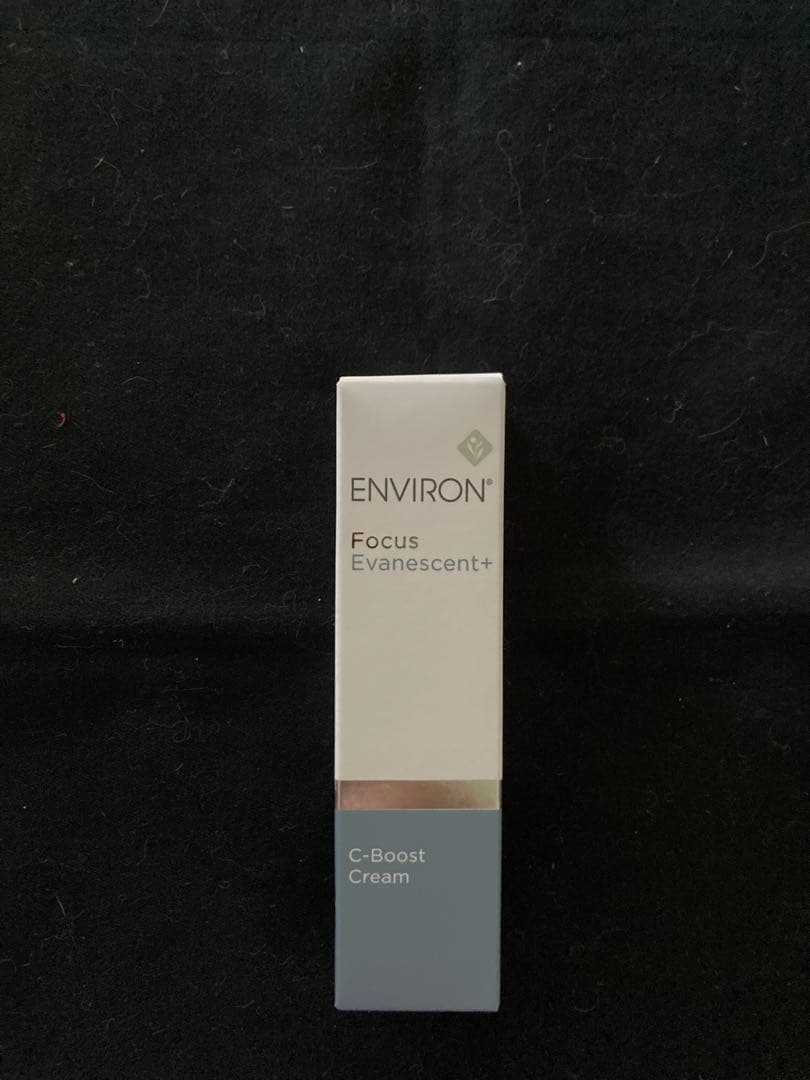 ENVIRON®
Focus
Evanescent+
C-Boost
Cream